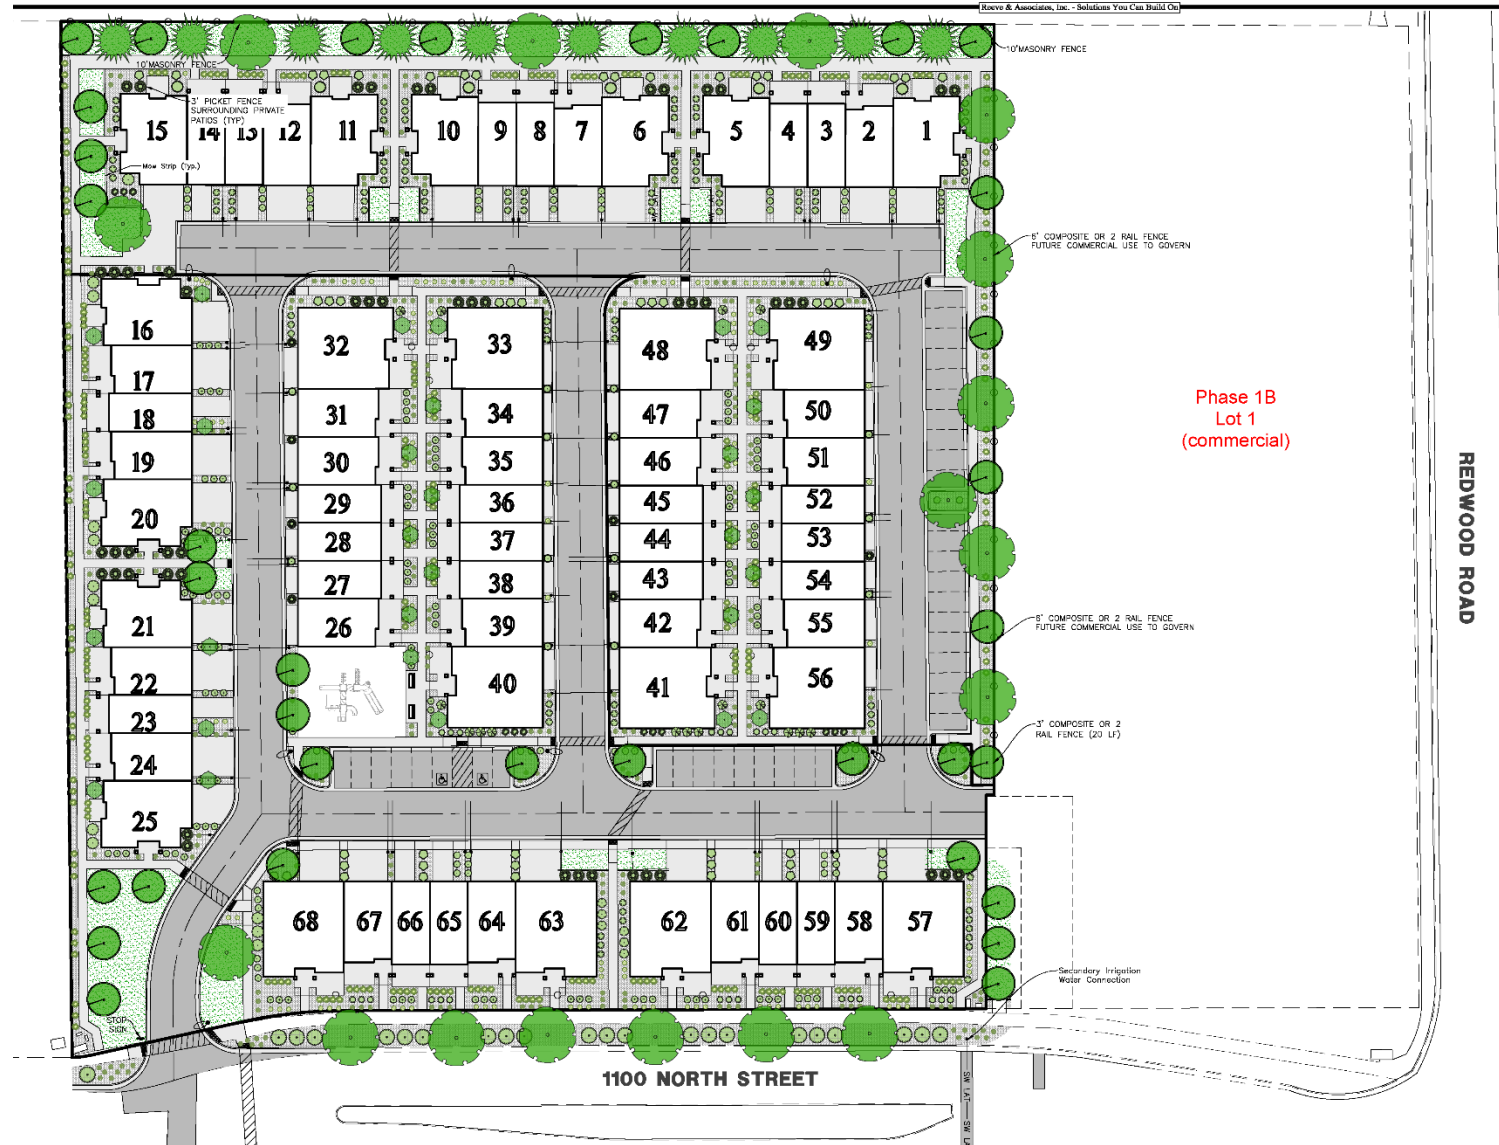 Reeve & Associates, Inc. - Solutions You Can Build On
10'MASONRY FENCE
10'MASONRY FENCE
3' PICKET FENCE
SURROUNDING PRIVATE
PATIOS (TYP)
15
14
13
12
11
10
9
8
7
6
5
4
3
2
1
Mow Strip (Typ.)
6' COMPOSITE OR 2 RAIL FENCE
FUTURE COMMERCIAL USE TO GOVERN
16
17
18
19
20
21
22
23
24
25
32
31
30
29
28
27
26
33
34
35
36
37
38
39
40
48
47
46
45
44
43
42
41
49
50
51
52
53
54
55
56
Phase 1B
Lot 1
(commercial)
REDWOOD ROAD
6' COMPOSITE OR 2 RAIL FENCE
FUTURE COMMERCIAL USE TO GOVERN
3' COMPOSITE OR 2
RAIL FENCE (20 LF)
68
67
66
65
64
63
62
61
60
59
58
57
Secondary Irrigation
Water Connection
STOP
SIGN
1100 NORTH STREET
SW LAT
SW LA